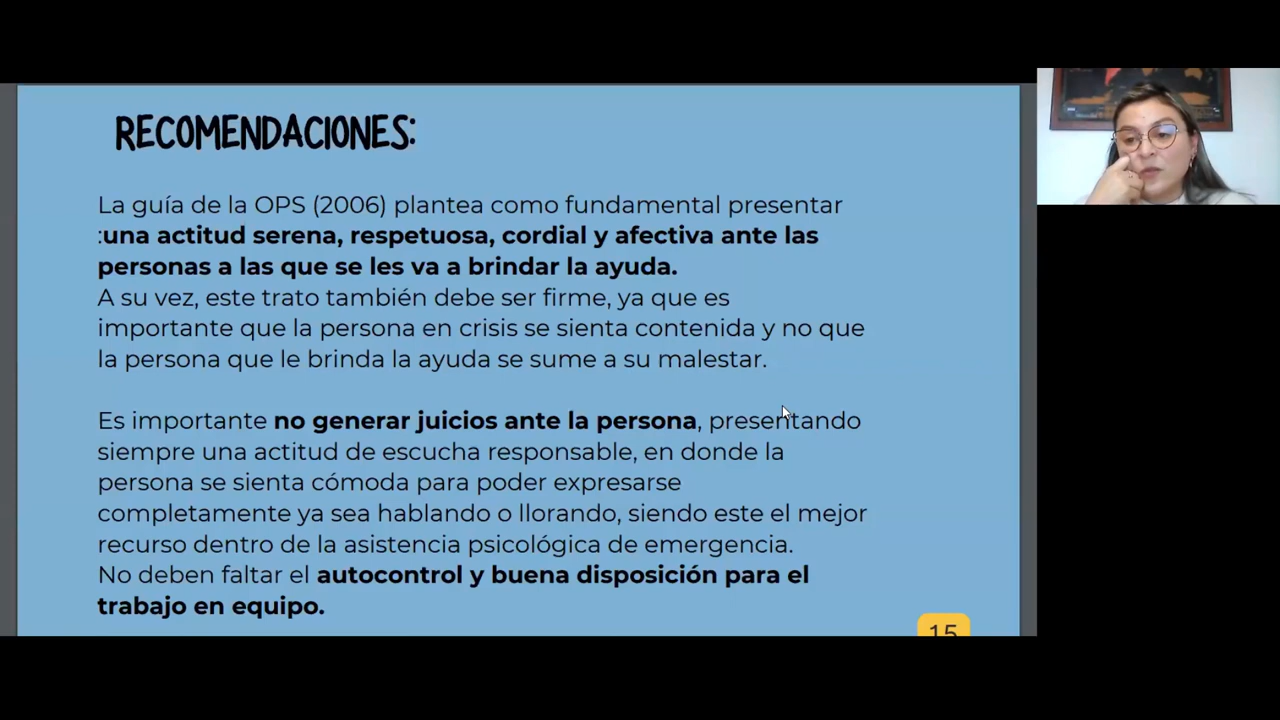 RECOMENDACIONES:
La guía de la OPS (2006) plantea como fundamental presentar
:una actitud serena, respetuosa, cordial y afectiva ante las
personas a las que se les va a brindar la ayuda.
A su vez, este trato también debe ser firme, ya que es
importante que la persona en crisis se sienta contenida y no que
la persona que le brinda la ayuda se sume a su malestar.
Es importante no generar juicios ante la persona, presentando
siempre una actitud de escucha responsable, en donde la
persona se sienta cómoda para poder expresarse
completamente ya sea hablando o llorando, siendo este el mejor
recurso dentro de la asistencia psicológica de emergencia.
No deben faltar el autocontrol y buena disposición para el
trabajo en equipo.
15